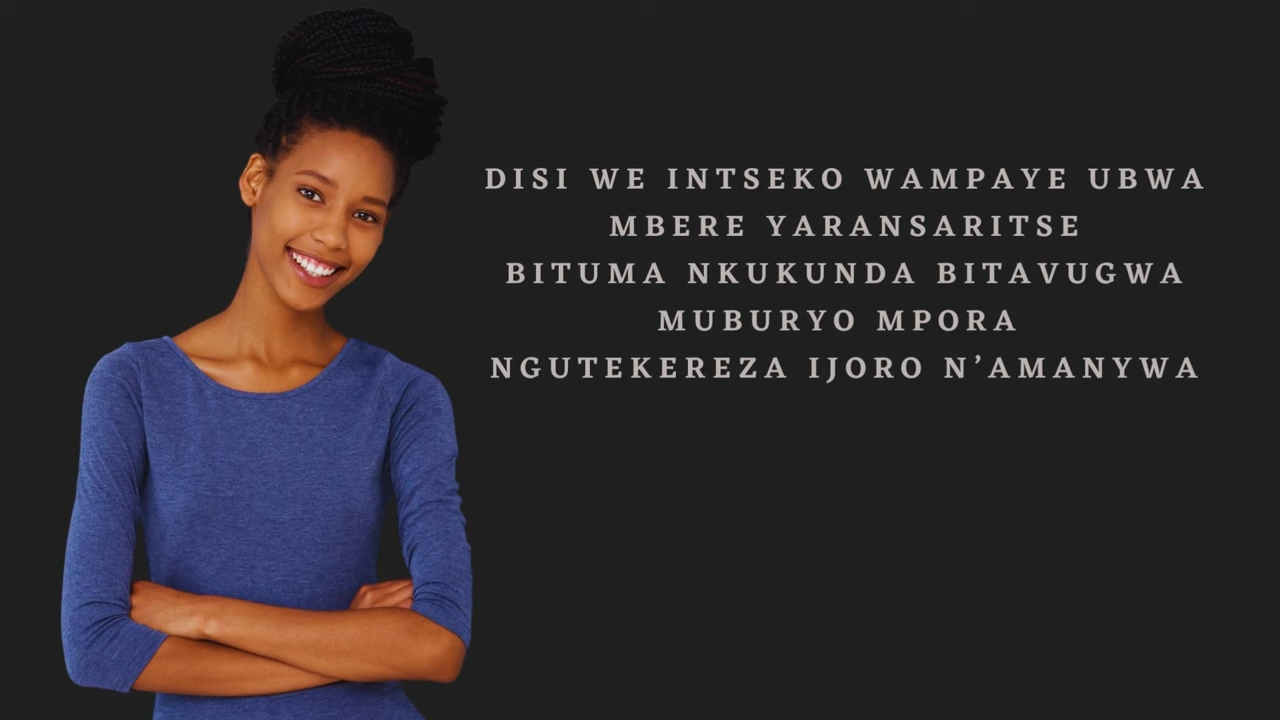 DISI WE INTSEKO WAMPAYE UBWA
MBERE YARANSARITSE
BITUMA NKUKUNDA BITAVUGWA
MUBURYO MPORA
NGUTEKEREZA IJORO N’AMANYWA